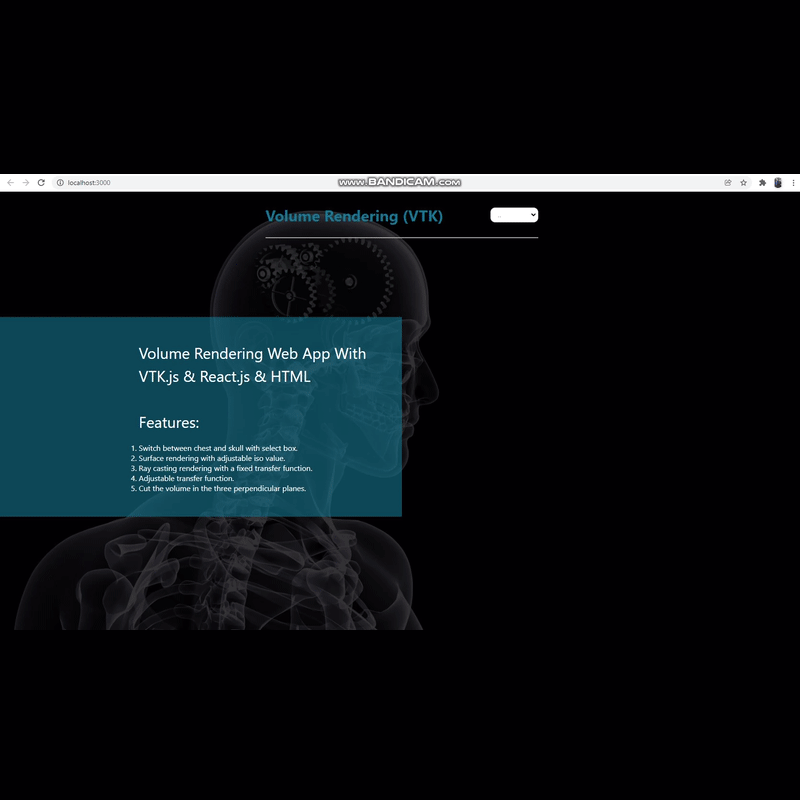 localhost:3000
www.BANDICAM.com
Volume Rendering (VTK)
Volume Rendering Web App With
VTK.js & React.js & HTML
Features:
1. Switch between chest and skull with select box.
2. Surface rendering with adjustable iso value.
3. Ray casting rendering with a fixed transfer function.
4. Adjustable transfer function.
5. Cut the volume in the three perpendicular planes.